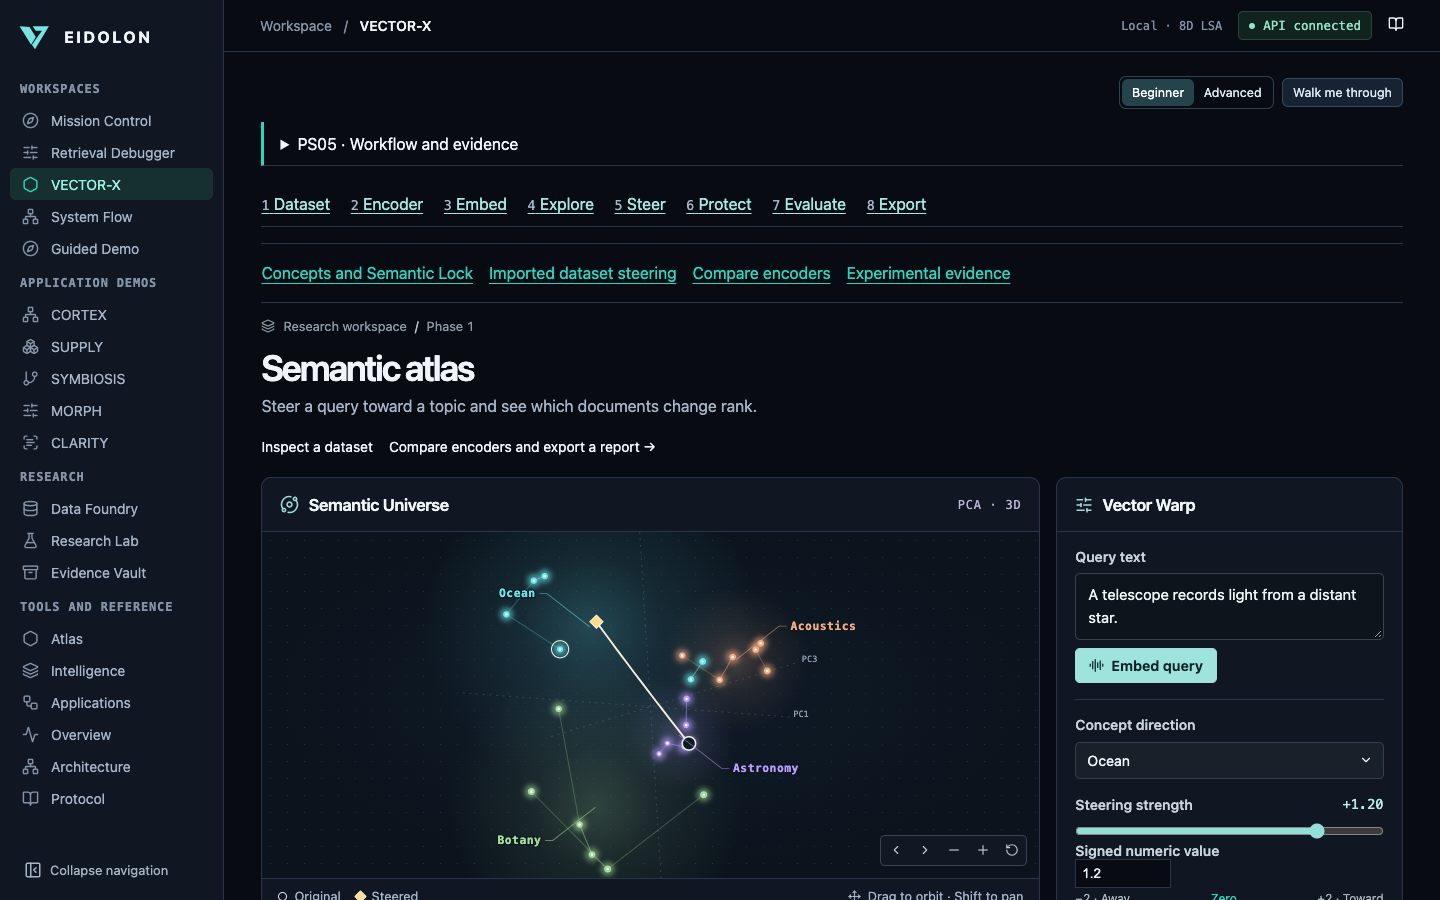 EIDOLON
WORKSPACES
Mission Control
Retrieval Debugger
VECTOR-X
System Flow
Guided Demo
APPLICATION DEMOS
CORTEX
SUPPLY
SYMBIOSIS
MORPH
CLARITY
RESEARCH
Data Foundry
Research Lab
Evidence Vault
TOOLS AND REFERENCE
Atlas
Intelligence
Applications
Overview
Architecture
Protocol
Collapse navigation
Workspace / VECTOR-X
Local · 8D LSA
API connected
Beginner Advanced Walk me through
PS05 · Workflow and evidence
1 Dataset 2 Encoder 3 Embed 4 Explore 5 Steer 6 Protect 7 Evaluate 8 Export
Concepts and Semantic Lock Imported dataset steering Compare encoders Experimental evidence
Research workspace / Phase 1
Semantic atlas
Steer a query toward a topic and see which documents change rank.
Inspect a dataset Compare encoders and export a report →
Semantic Universe PCA · 3D
Ocean
Acoustics
PC3
PC1
Astronomy
Botany
Original Steered Drag to orbit · Shift to pan
Vector Warp
Query text
A telescope records light from a distant
star.
Embed query
Concept direction
Ocean
Steering strength +1.20
Signed numeric value
1.2
−2 · Away Zero +2 · Toward